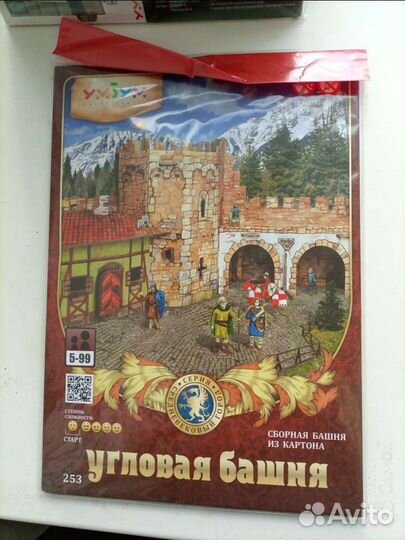 УМБУМ
5-99
СТЕПЕНЬ
СЛОЖНОСТИ:
СТАРТ
СЕРИЯ
СРЕДНЕВЕКОВЫЙ ГОРОД
СБОРНАЯ БАШНЯ
ИЗ КАРТОНА
253
угловая башня
Avito